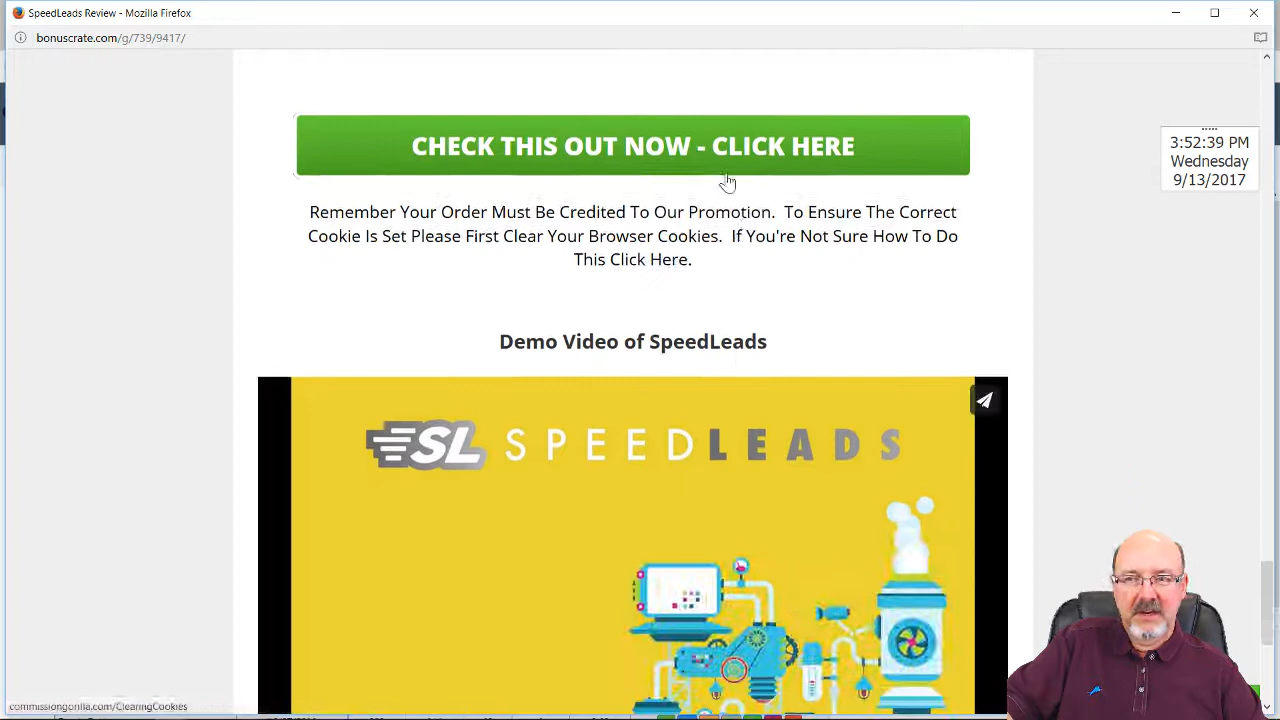 SpeedLeads Review - Mozilla Firefox
bonuscrate.com/g/739/9417/
CHECK THIS OUT NOW - CLICK HERE
3:52:39 PM
Wednesday
9/13/2017
Remember Your Order Must Be Credited To Our Promotion. To Ensure The Correct
Cookie Is Set Please First Clear Your Browser Cookies. If You're Not Sure How To Do
This Click Here.
Demo Video of SpeedLeads
SL SPEEDLEADS